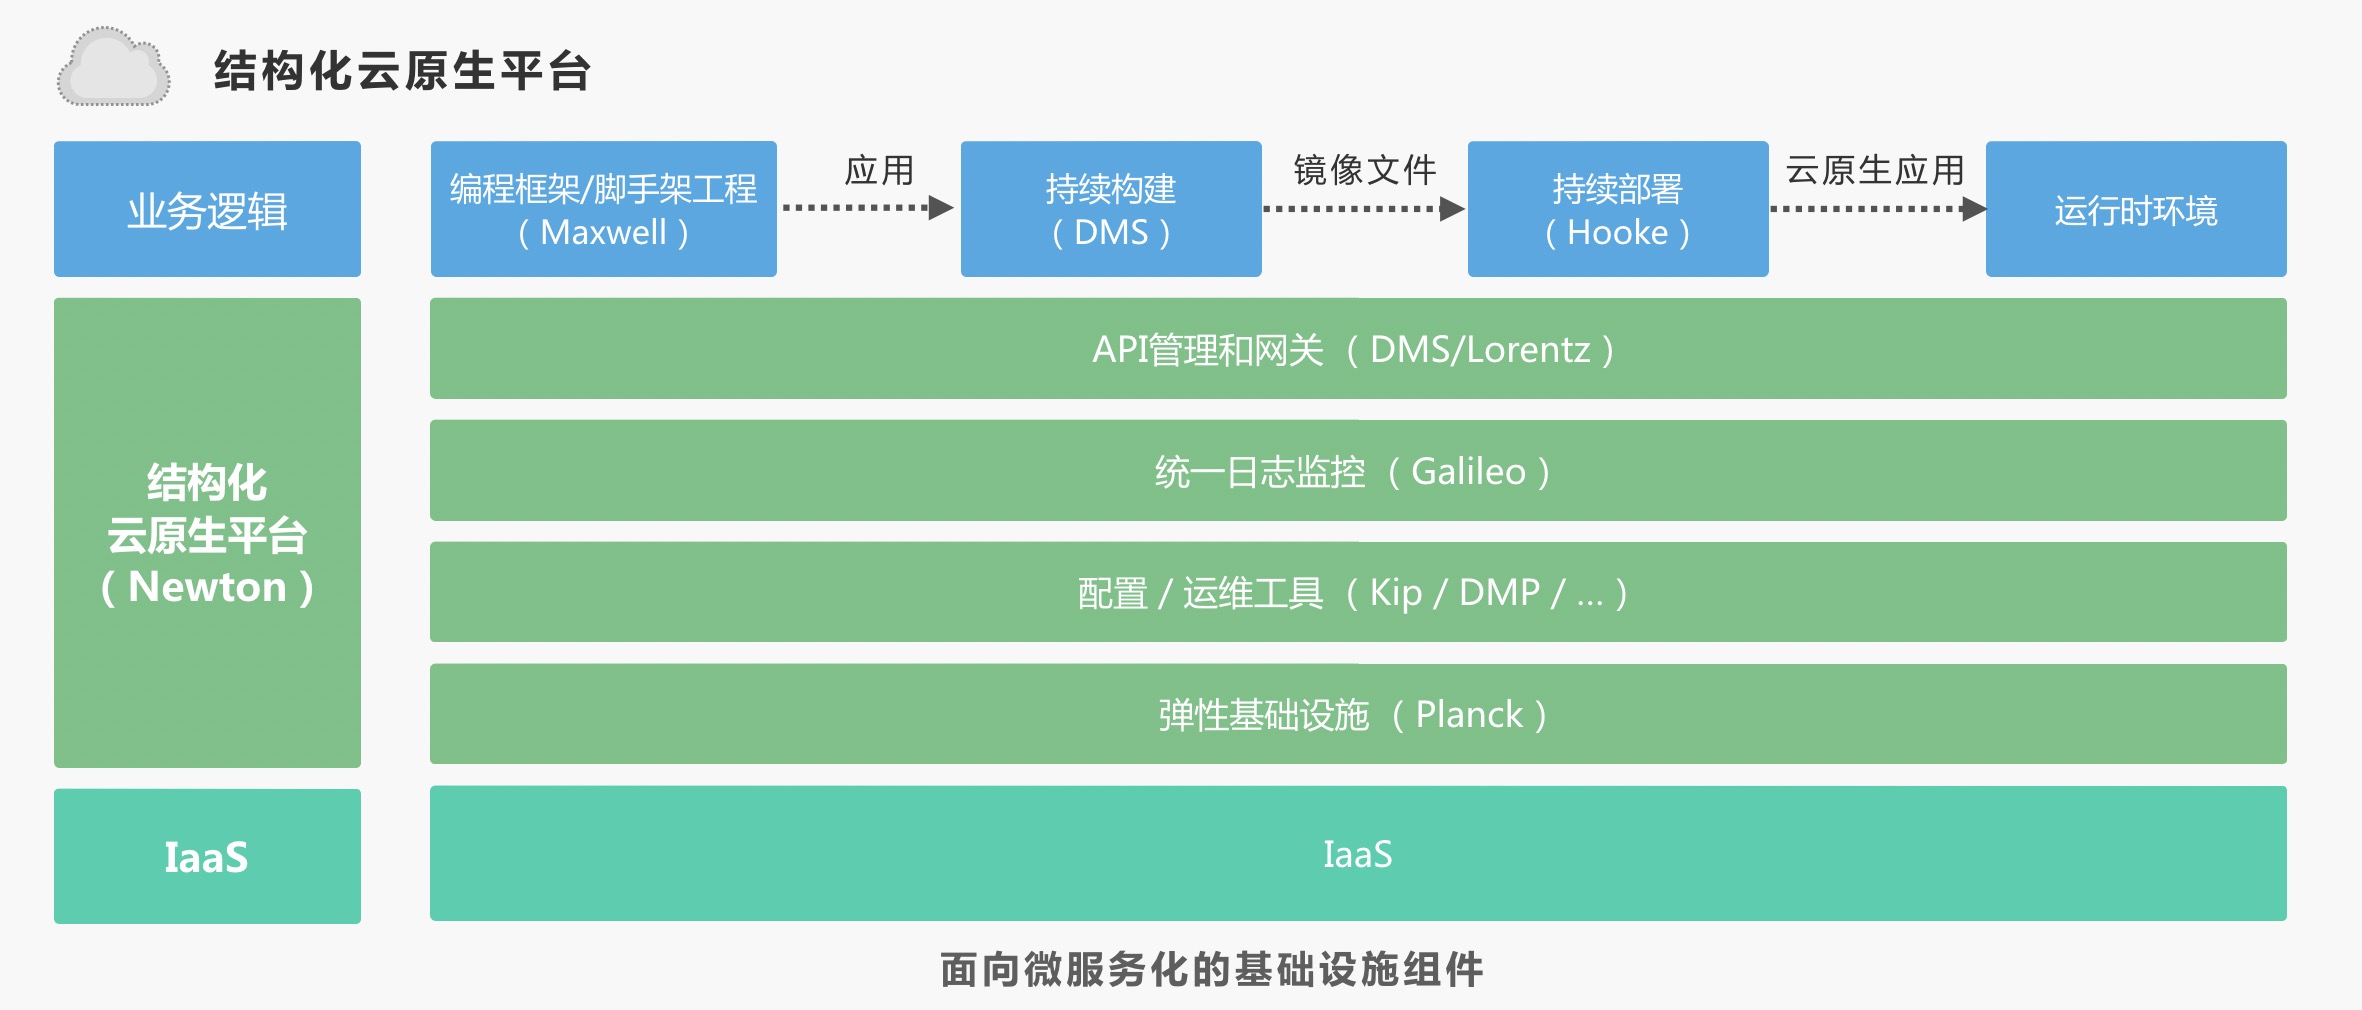 结构化云原生平台
业务逻辑
编程框架/脚手架工程
（Maxwell）
应用
持续构建
（DMS）
镜像文件
持续部署
（Hooke）
云原生应用
运行时环境
结构化
云原生平台
（Newton）
API管理和网关（DMS/Lorentz）
统一日志监控（Galileo）
配置 / 运维工具（Kip / DMP / ...）
弹性基础设施（Planck）
IaaS
IaaS
面向微服务化的基础设施组件